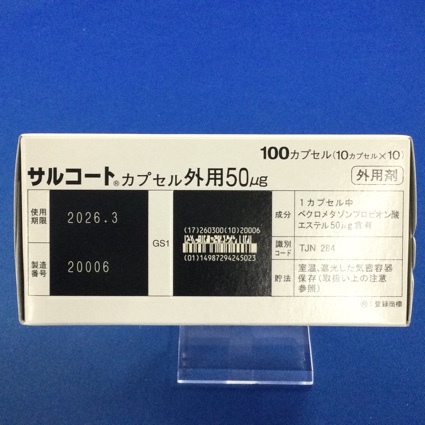 100カプセル(10カプセル×10)
サルコート®カプセル外用50μg
外用剤
使用
期限
2026.3
製造
番号
20006
GS1
(17)260300(10)20006
(01)14987294245023
成分
1カプセル中
ベクロメタゾンプロピオン酸
エステル50μg含有
識別
コード
TJN 284
貯法
室温、遮光した気密容器
保存(取扱い上の注意
参照)
®:登録商標